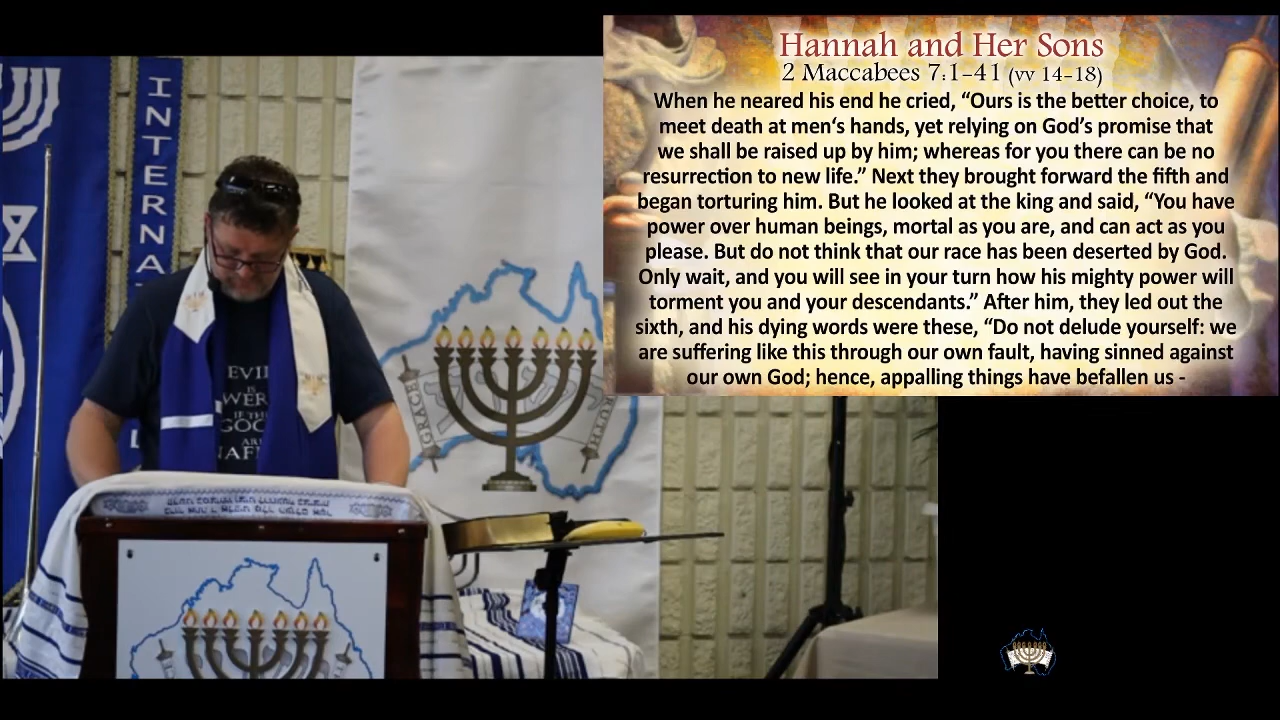 Hannah and Her Sons
2 Maccabees 7:1-41 (vv 14-18)
When he neared his end he cried, “Ours is the better choice, to
meet death at men‘s hands, yet relying on God’s promise that
we shall be raised up by him; whereas for you there can be no
resurrection to new life.” Next they brought forward the fifth and
began torturing him. But he looked at the king and said, “You have
power over human beings, mortal as you are, and can act as you
please. But do not think that our race has been deserted by God.
Only wait, and you will see in your turn how his mighty power will
torment you and your descendants.” After him, they led out the
sixth, and his dying words were these, “Do not delude yourself: we
are suffering like this through our own fault, having sinned against
our own God; hence, appalling things have befallen us -
INTERNA
EVIL
IS
GOO
ARE
GRACE
RUTH